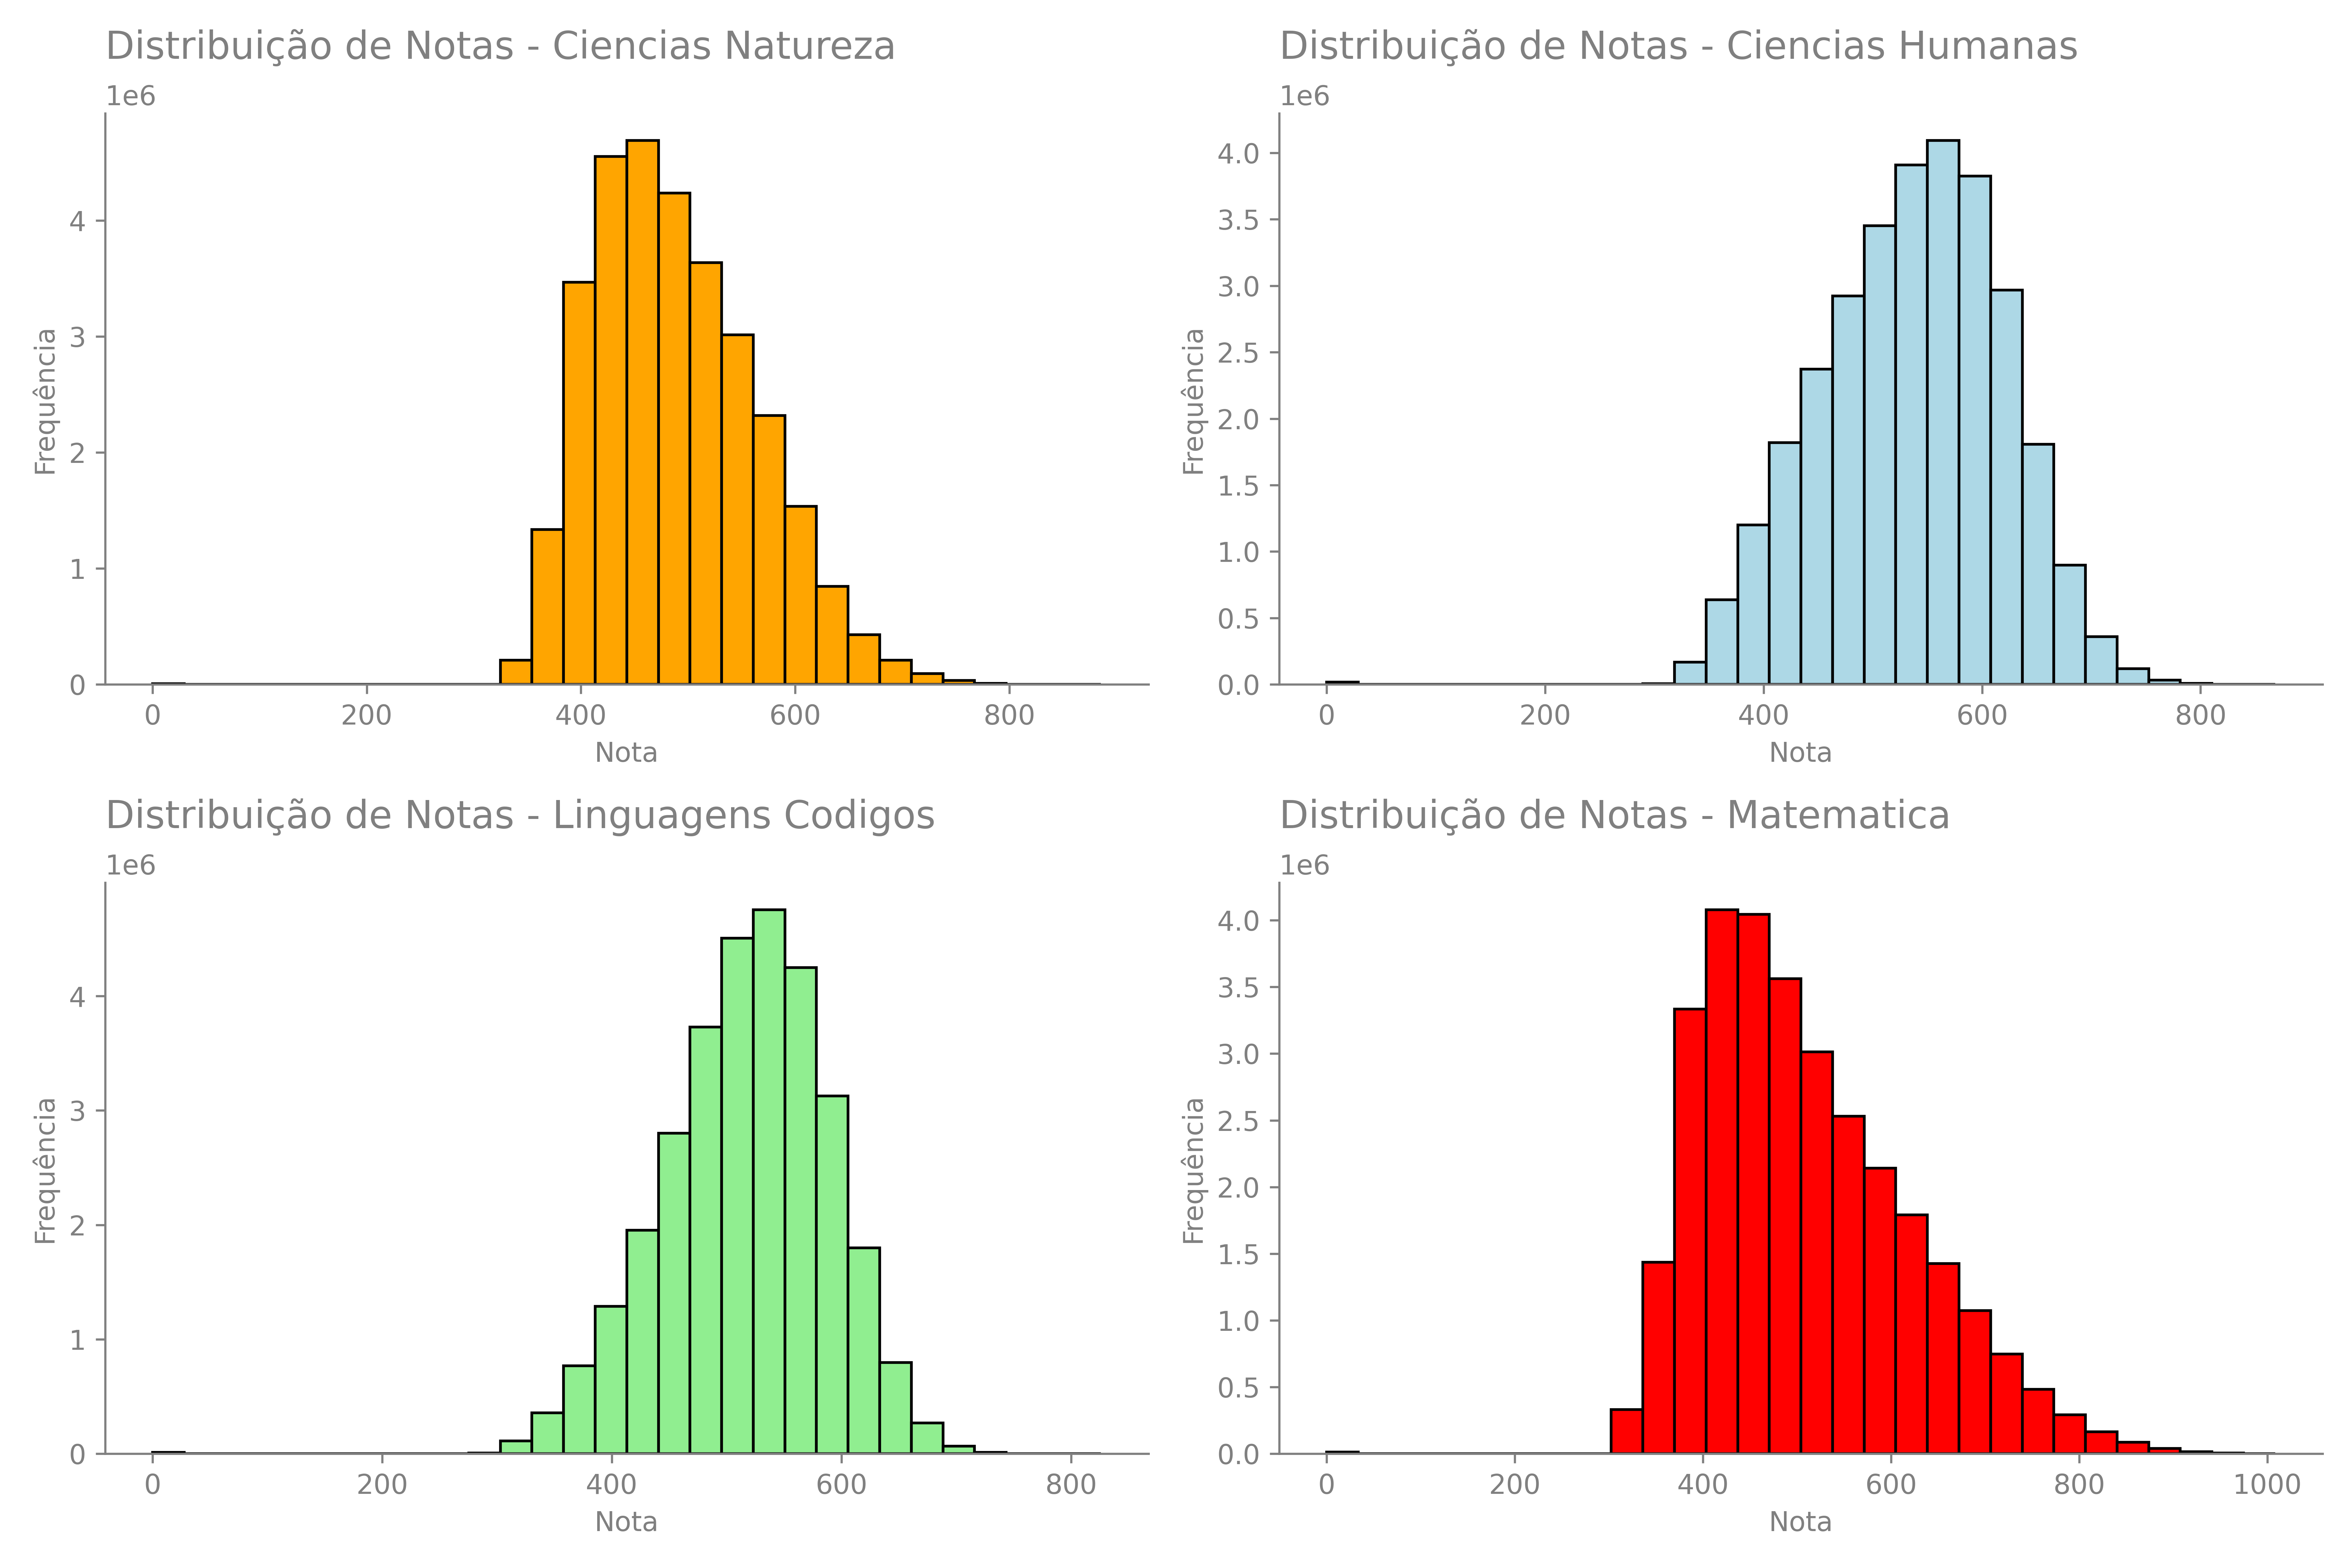 Distribuição de Notas - Ciencias Natureza
1e6
4
3
2
1
0
Frequência
0 200 400 600 800
Nota
Distribuição de Notas - Ciencias Humanas
1e6
4.0
3.5
3.0
2.5
2.0
1.5
1.0
0.5
0.0
Frequência
0 200 400 600 800
Nota
Distribuição de Notas - Linguagens Codigos
1e6
4
3
2
1
0
Frequência
0 200 400 600 800
Nota
Distribuição de Notas - Matematica
1e6
4.0
3.5
3.0
2.5
2.0
1.5
1.0
0.5
0.0
Frequência
0 200 400 600 800 1000
Nota